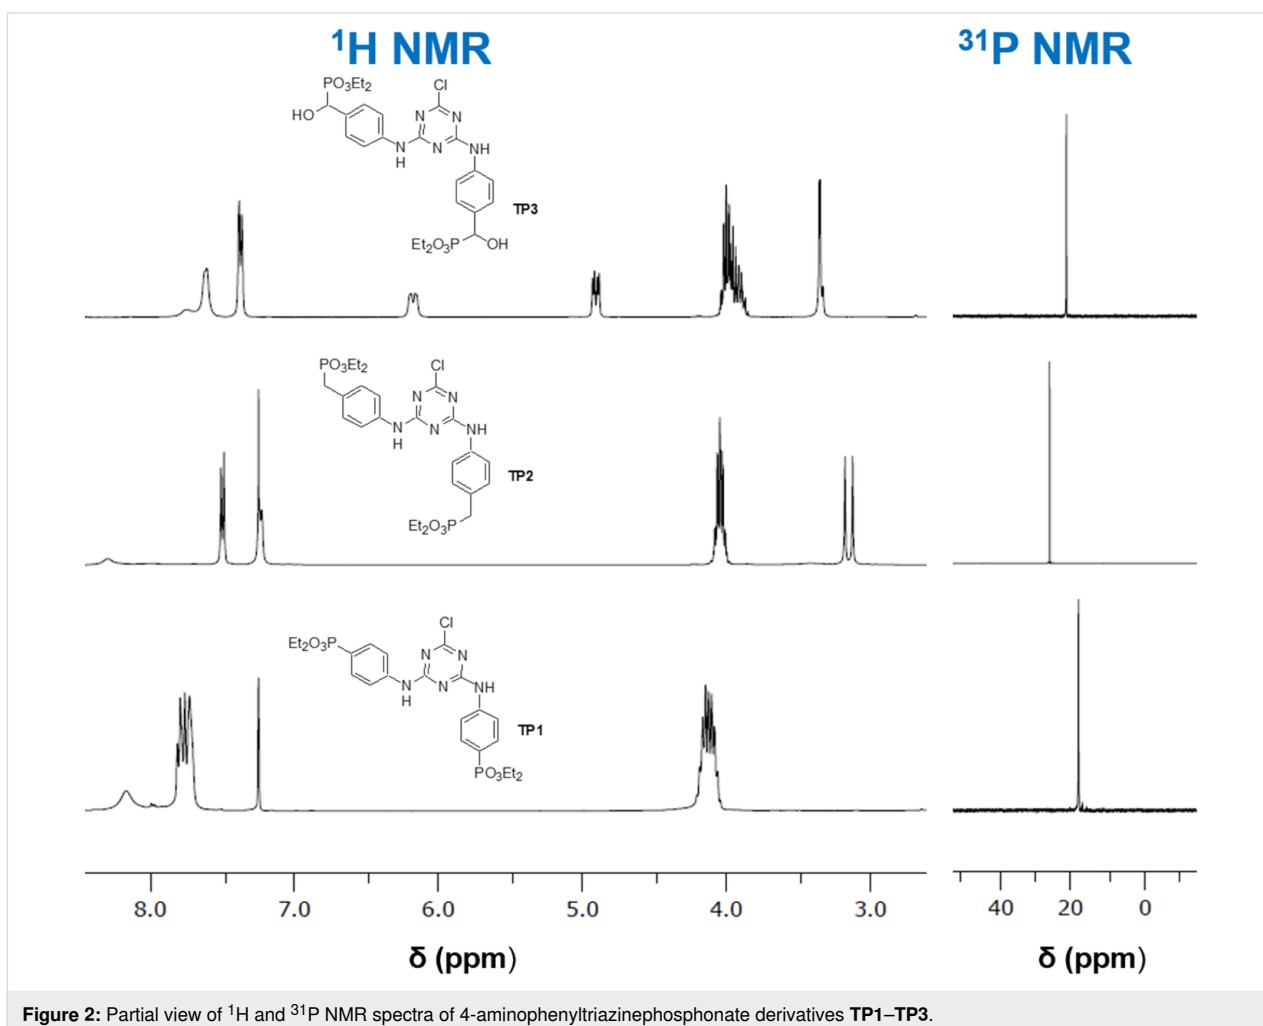 ¹H NMR
³¹P NMR
PO₃Et₂
HO
Cl
N
N
N
N
H
NH
TP3
Et₂O₃P
OH
PO₃Et₂
Cl
N
N
N
N
H
NH
TP2
Et₂O₃P
Cl
Et₂O₃P
N
N
N
N
H
NH
TP1
PO₃Et₂
8.0 7.0 6.0 5.0 4.0 3.0
40 20 0
δ (ppm)
δ (ppm)
Figure 2: Partial view of ¹H and ³¹P NMR spectra of 4-aminophenyltriazinephosphonate derivatives TP1–TP3.